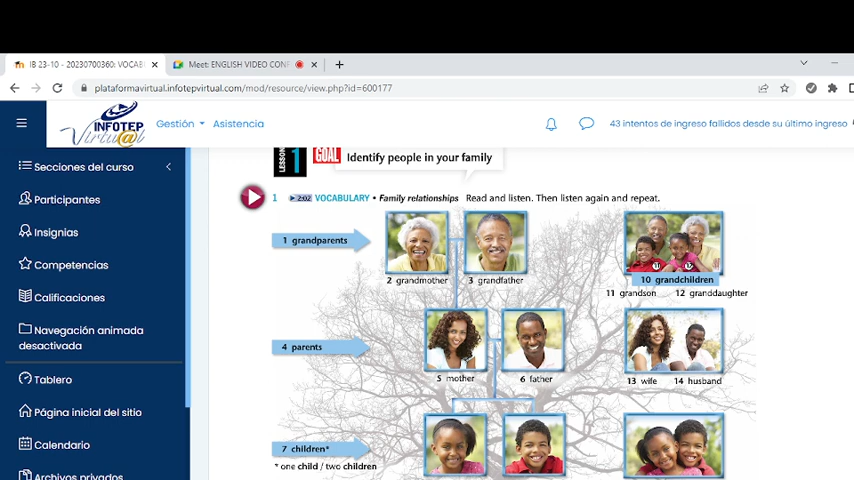 IB 23-10 - 20230700360: VOCAB
Meet: ENGLISH VIDEO CONF
plataformavirtual.infotepvirtual.com/mod/resource/view.php?id=600177
INFOTEP
Virtu@l
Gestión
Asistencia
43 intentos de ingreso fallidos desde su último ingreso
Secciones del curso
Participantes
Insignias
Competencias
Calificaciones
Navegación animada
desactivada
Tablero
Página inicial del sitio
Calendario
Archivos privados
LESSON 1
GOAL
Identify people in your family
1 2:02 VOCABULARY • Family relationships Read and listen. Then listen again and repeat.
1 grandparents
2 grandmother
3 grandfather
11 12
10 grandchildren
11 grandson 12 granddaughter
4 parents
5 mother
6 father
13 wife 14 husband
7 children*
* one child / two children